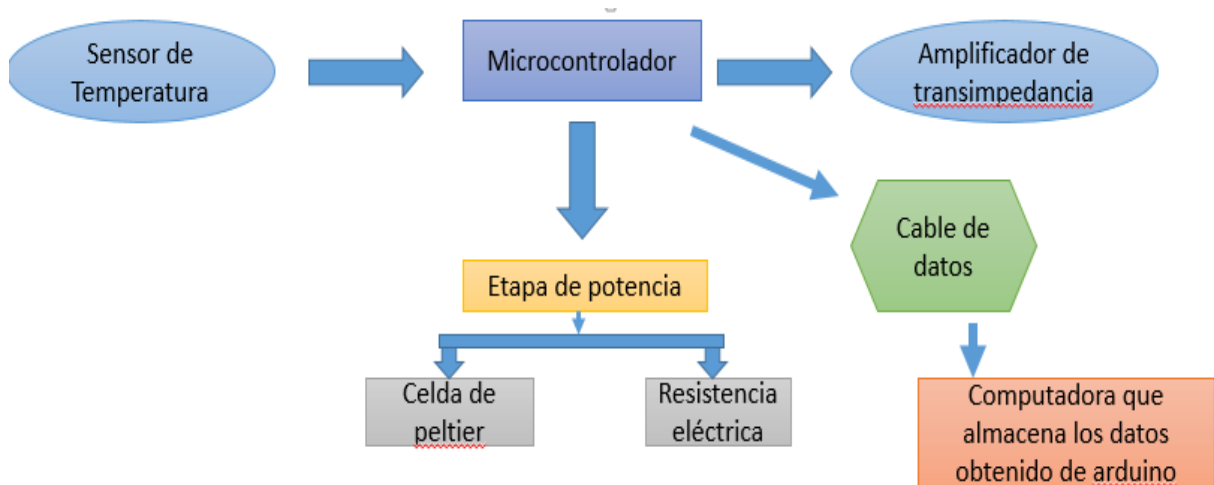 Sensor de
Temperatura
Microcontrolador
Amplificador de
transimpedancia
Cable de
datos
Etapa de potencia
Celda de
peltier
Resistencia
eléctrica
Computadora que
almacena los datos
obtenido de arduino